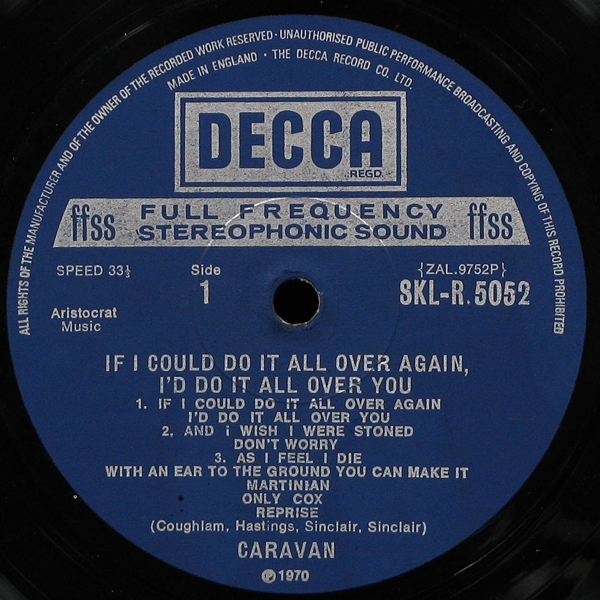 ALL RIGHTS OF THE MANUFACTURER AND OF THE OWNER OF THE RECORDED WORK RESERVED · UNAUTHORISED PUBLIC PERFORMANCE BROADCASTING AND COPYING OF THIS RECORD PROHIBITED
MADE IN ENGLAND · THE DECCA RECORD CO. LTD.
DECCA
REGD.
ffss FULL FREQUENCY ffss
STEREOPHONIC SOUND
SPEED 33⅓ Side {ZAL.9752P}
1 SKL-R.5052
Aristocrat
Music
IF I COULD DO IT ALL OVER AGAIN,
I'D DO IT ALL OVER YOU
1. IF I COULD DO IT ALL OVER AGAIN
I'D DO IT ALL OVER YOU
2, AND i WISH I WERE STONED
DON'T WORRY
3. AS I FEEL I DIE
WITH AN EAR TO THE GROUND YOU CAN MAKE IT
MARTINIAN
ONLY COX
REPRISE
(Coughlam, Hastings, Sinclair, Sinclair)
CARAVAN
℗1970